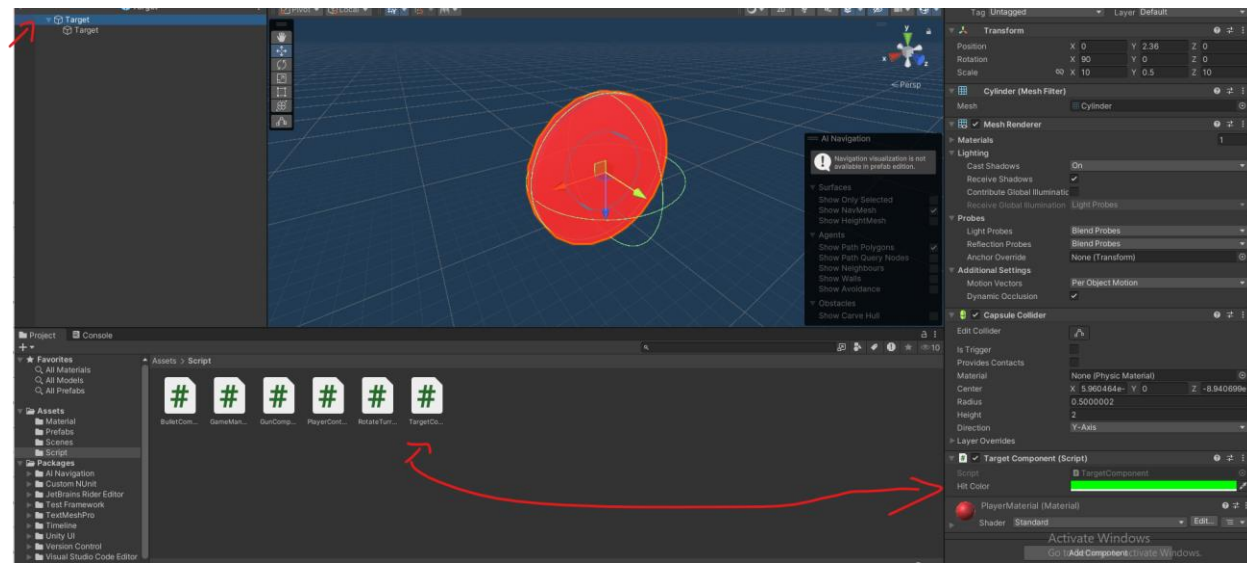 Target
Pivot
Local
2D
Target
Target
y
x
z
Persp
AI Navigation
Navigation visualization is not
available in prefab edition.
Surfaces
Show Only Selected
Show NavMesh
Show HeightMesh
Agents
Show Path Polygons
Show Path Query Nodes
Show Neighbours
Show Walls
Show Avoidance
Obstacles
Show Carve Hull
Tag Untagged Layer Default
Transform
Position X 0 Y 2.36 Z 0
Rotation X 90 Y 0 Z 0
Scale X 10 Y 0.5 Z 10
Cylinder (Mesh Filter)
Mesh Cylinder
Mesh Renderer
Materials 1
Lighting
Cast Shadows On
Receive Shadows
Contribute Global Illuminatic
Receive Global Illumination Light Probes
Probes
Light Probes Blend Probes
Reflection Probes Blend Probes
Anchor Override None (Transform)
Additional Settings
Motion Vectors Per Object Motion
Dynamic Occlusion
Capsule Collider
Edit Collider
Is Trigger
Provides Contacts
Material None (Physic Material)
Center X 5.960464e- Y 0 Z -8.940699e
Radius 0.5000002
Height 2
Direction Y-Axis
Layer Overrides
Target Component (Script)
Script TargetComponent
Hit Color
PlayerMaterial (Material)
Shader Standard Edit...
Activate Windows
Add Component
Project Console
10
Favorites
All Materials
All Models
All Prefabs
Assets
Material
Prefabs
Scenes
Script
Packages
AI Navigation
Custom NUnit
JetBrains Rider Editor
Test Framework
TextMeshPro
Timeline
Unity UI
Version Control
Visual Studio Code Editor
Assets > Script
# # # # # #
BulletCom... GameMan... GunComp... PlayerCont... RotateTurr... TargetCo...